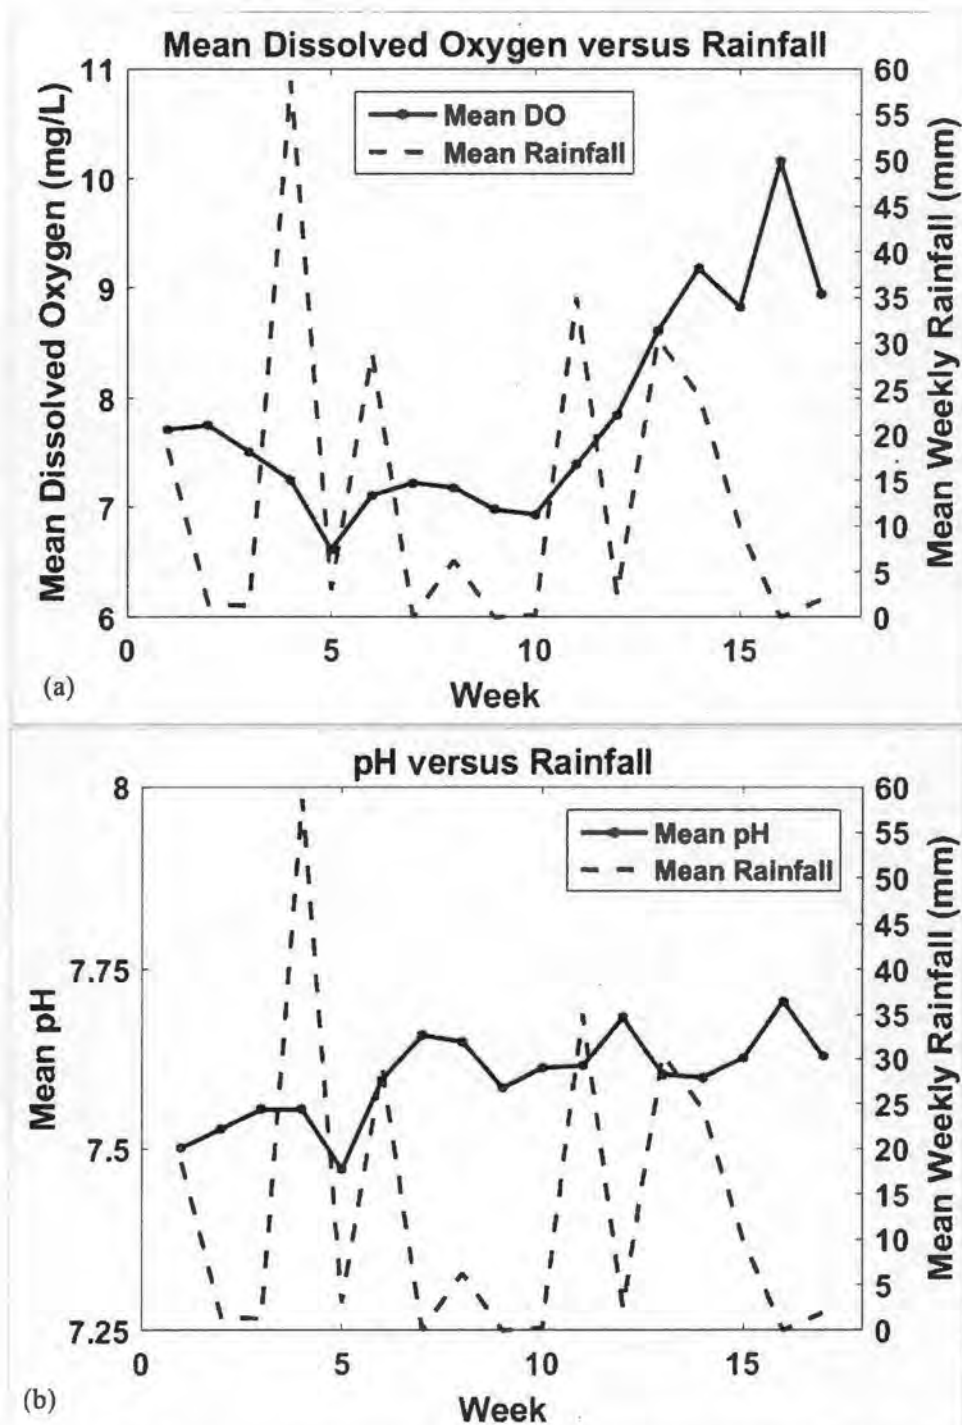 Mean Dissolved Oxygen versus Rainfall
11
10
9
8
7
6
Mean Dissolved Oxygen (mg/L)
Mean DO
Mean Rainfall
60
55
50
45
40
35
30
25
20
15
10
5
0
Mean Weekly Rainfall (mm)
0 5 10 15
Week
(a)
pH versus Rainfall
8
7.75
7.5
7.25
Mean pH
Mean pH
Mean Rainfall
60
55
50
45
40
35
30
25
20
15
10
5
0
Mean Weekly Rainfall (mm)
0 5 10 15
Week
(b)